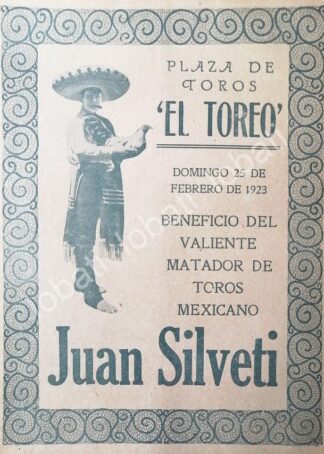 PLAZA DE
TOROS
'EL TOREO'
DOMINGO 25 DE
FEBRERO DE 1923
BENEFICIO DEL
VALIENTE
MATADOR DE
TOROS
MEXICANO
Juan Silveti